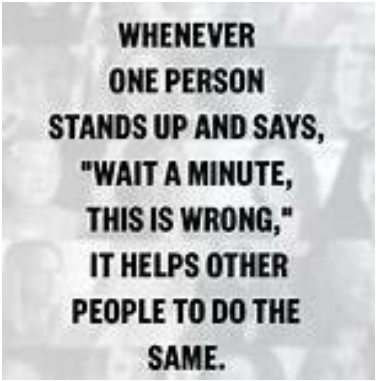 WHENEVER
ONE PERSON
STANDS UP AND SAYS,
"WAIT A MINUTE,
THIS IS WRONG,"
IT HELPS OTHER
PEOPLE TO DO THE
SAME.